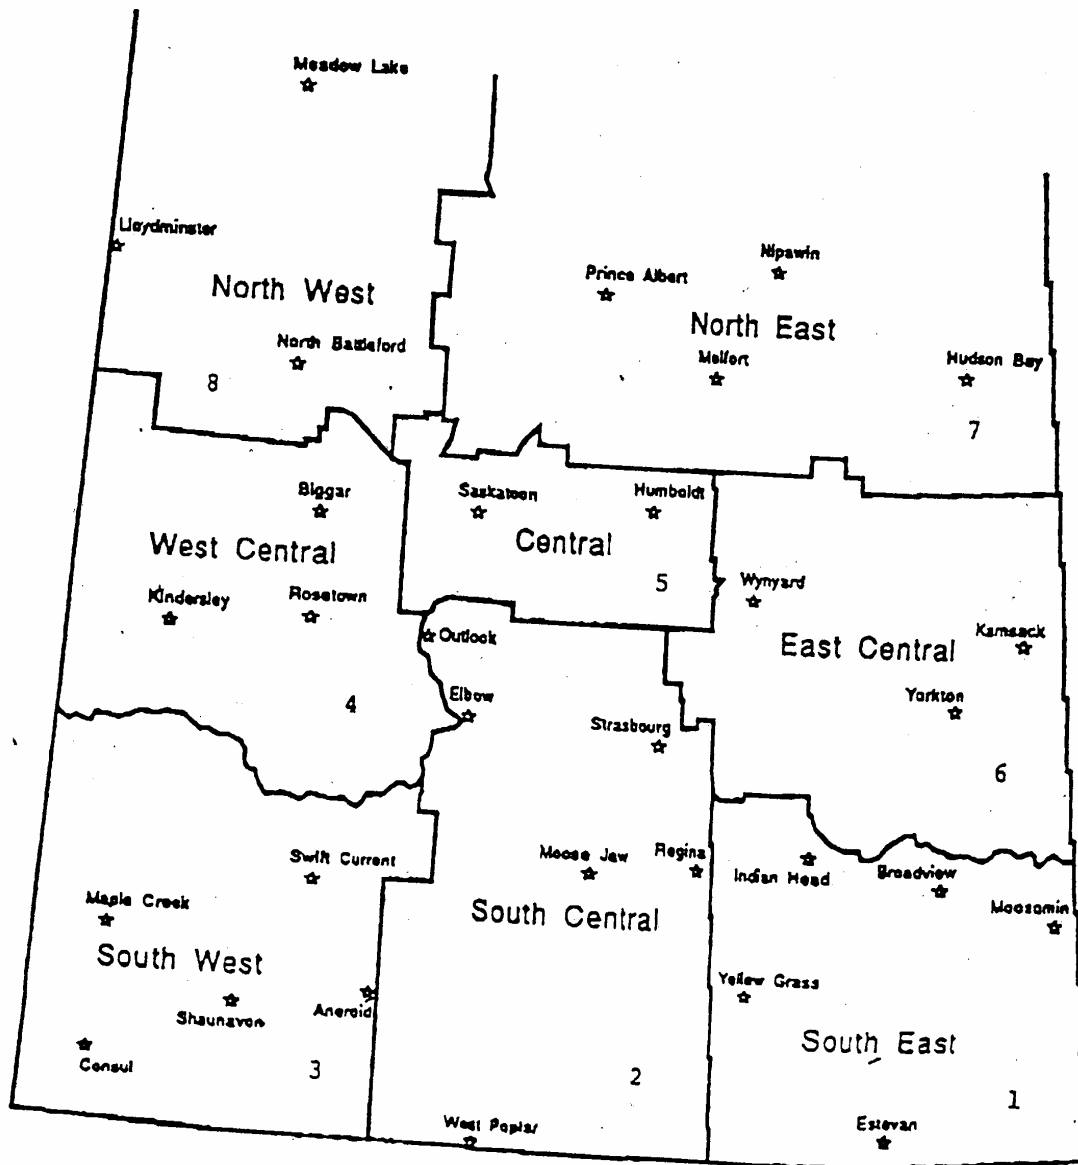 Meadow Lake
Lloydminster
Nipawin
Prince Albert
North West
North East
North Battleford
Melfort
Hudson Bay
8
7
Biggar
Saskatoon
Humboldt
West Central
Central
5
Wynyard
Kindersley
Rosetown
Outlook
Kamsack
East Central
Elbow
4
Yorkton
Strasbourg
6
Swift Current
Moose Jaw
Regina
Indian Head
Broadview
Maple Creek
Moosomin
South Central
South West
Yellow Grass
Shaunavon
Aneroid
South East
Consul
3
2
1
West Poplar
Estevan